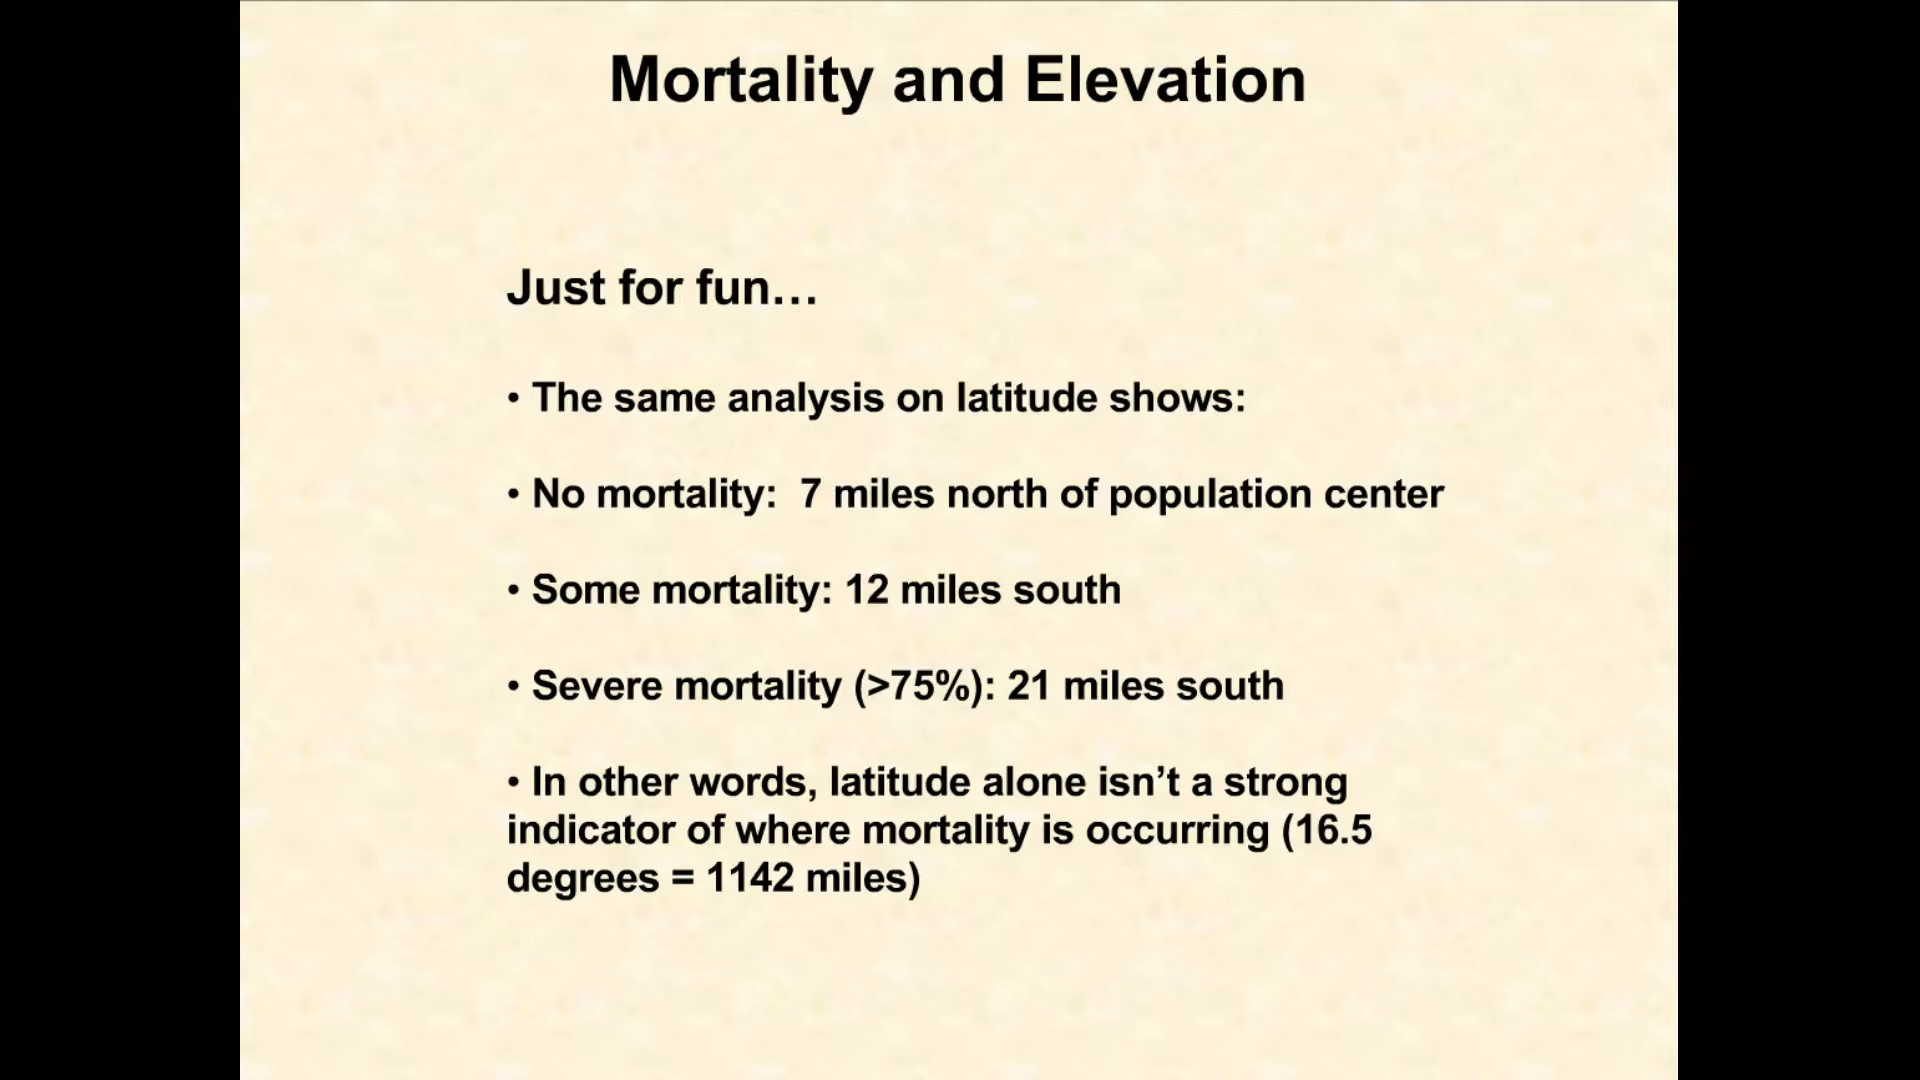 Mortality and Elevation
Just for fun…
• The same analysis on latitude shows:
• No mortality:  7 miles north of population center
• Some mortality: 12 miles south
• Severe mortality (>75%): 21 miles south
• In other words, latitude alone isn’t a strong
indicator of where mortality is occurring (16.5
degrees = 1142 miles)